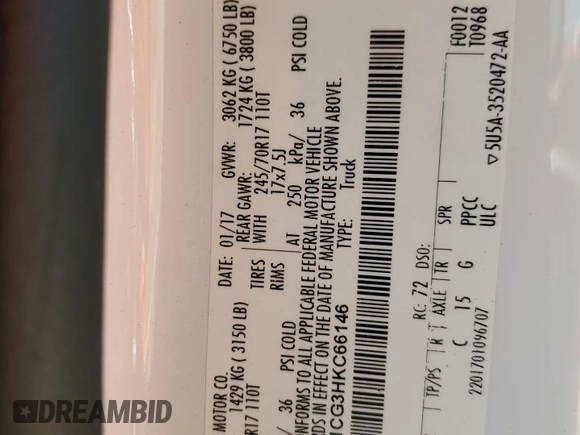 MOTOR CO.
DATE: 01/17 GVWR: 3062 KG ( 6750 LB)
1429 KG ( 3150 LB) REAR GAWR: 1724 KG ( 3800 LB)
R17 110T TIRES WITH 245/70R17 110T
RIMS 17x7.5J
/ 36 PSI COLD AT 250 kPa/ 36 PSI COLD
NFORMS TO ALL APPLICABLE FEDERAL MOTOR VEHICLE
RDS IN EFFECT ON THE DATE OF MANUFACTURE SHOWN ABOVE.
1CG3HKC66146 TYPE: Truck
F0012
T0968
RC: 72 DSO:
TP/PS R AXLE TR SPR
C 15 G PPCC
ULC
2201701096707 ▽5U5A-3520472-AA
DREAMBID